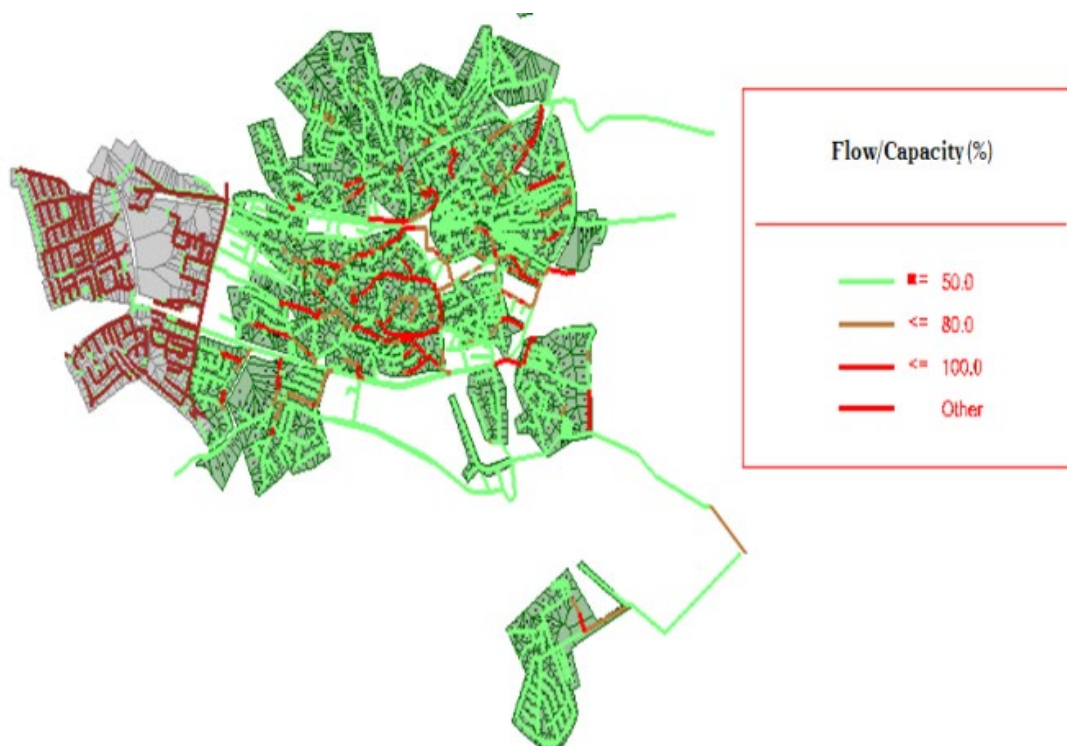 Flow/Capacity (%)
<= 50.0
<= 80.0
<= 100.0
Other